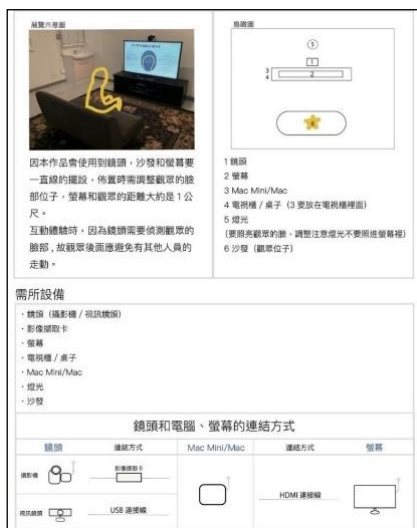 展覽示意圖
因本作品會使用到鏡頭,沙發和螢幕要
一直線的擺設,佈置時需調整觀眾的臉
部位子,螢幕和觀眾的距離大約是1公
尺。
互動體驗時,因為鏡頭需要偵測觀眾的
臉部,故觀眾後面應避免有其他人員的
走動。
鳥瞰圖
5
1
3
2
4
1 鏡頭
2 螢幕
3 Mac Mini/Mac
4 電視櫃 / 桌子(3 要放在電視櫃裡面)
5 燈光
(要照亮觀眾的臉,調整注意燈光不要照進螢幕裡)
6 沙發(觀眾位子)
需所設備
· 鏡頭(攝影機 / 視訊鏡頭)
· 影像擷取卡
· 螢幕
· 電視櫃 / 桌子
· Mac Mini/Mac
· 燈光
· 沙發
鏡頭和電腦、螢幕的連結方式
鏡頭 連結方式 Mac Mini/Mac 連結方式 螢幕
攝影機 影像擷取卡
HDMI 連接線
視訊鏡頭 USB 連接線